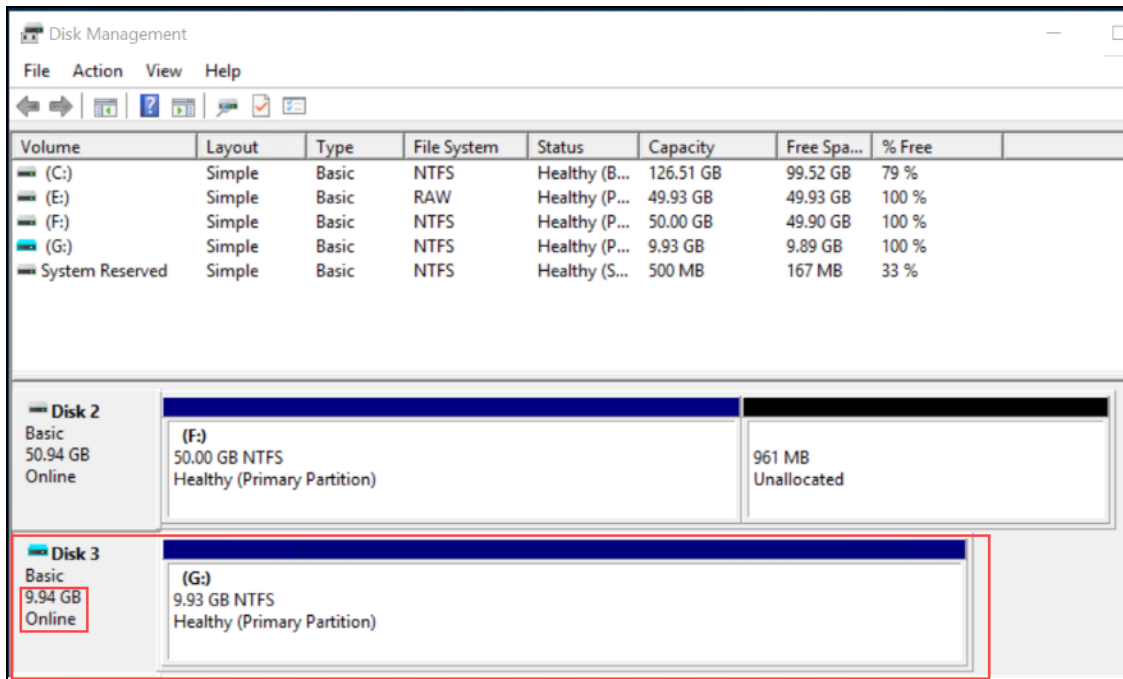 Disk Management
File Action View Help
Volume Layout Type File System Status Capacity Free Spa... % Free
(C:) Simple Basic NTFS Healthy (B... 126.51 GB 99.52 GB 79 %
(E:) Simple Basic RAW Healthy (P... 49.93 GB 49.93 GB 100 %
(F:) Simple Basic NTFS Healthy (P... 50.00 GB 49.90 GB 100 %
(G:) Simple Basic NTFS Healthy (P... 9.93 GB 9.89 GB 100 %
System Reserved Simple Basic NTFS Healthy (S... 500 MB 167 MB 33 %
Disk 2
Basic
50.94 GB
Online
(F:)
50.00 GB NTFS
Healthy (Primary Partition)
961 MB
Unallocated
Disk 3
Basic
9.94 GB
Online
(G:)
9.93 GB NTFS
Healthy (Primary Partition)